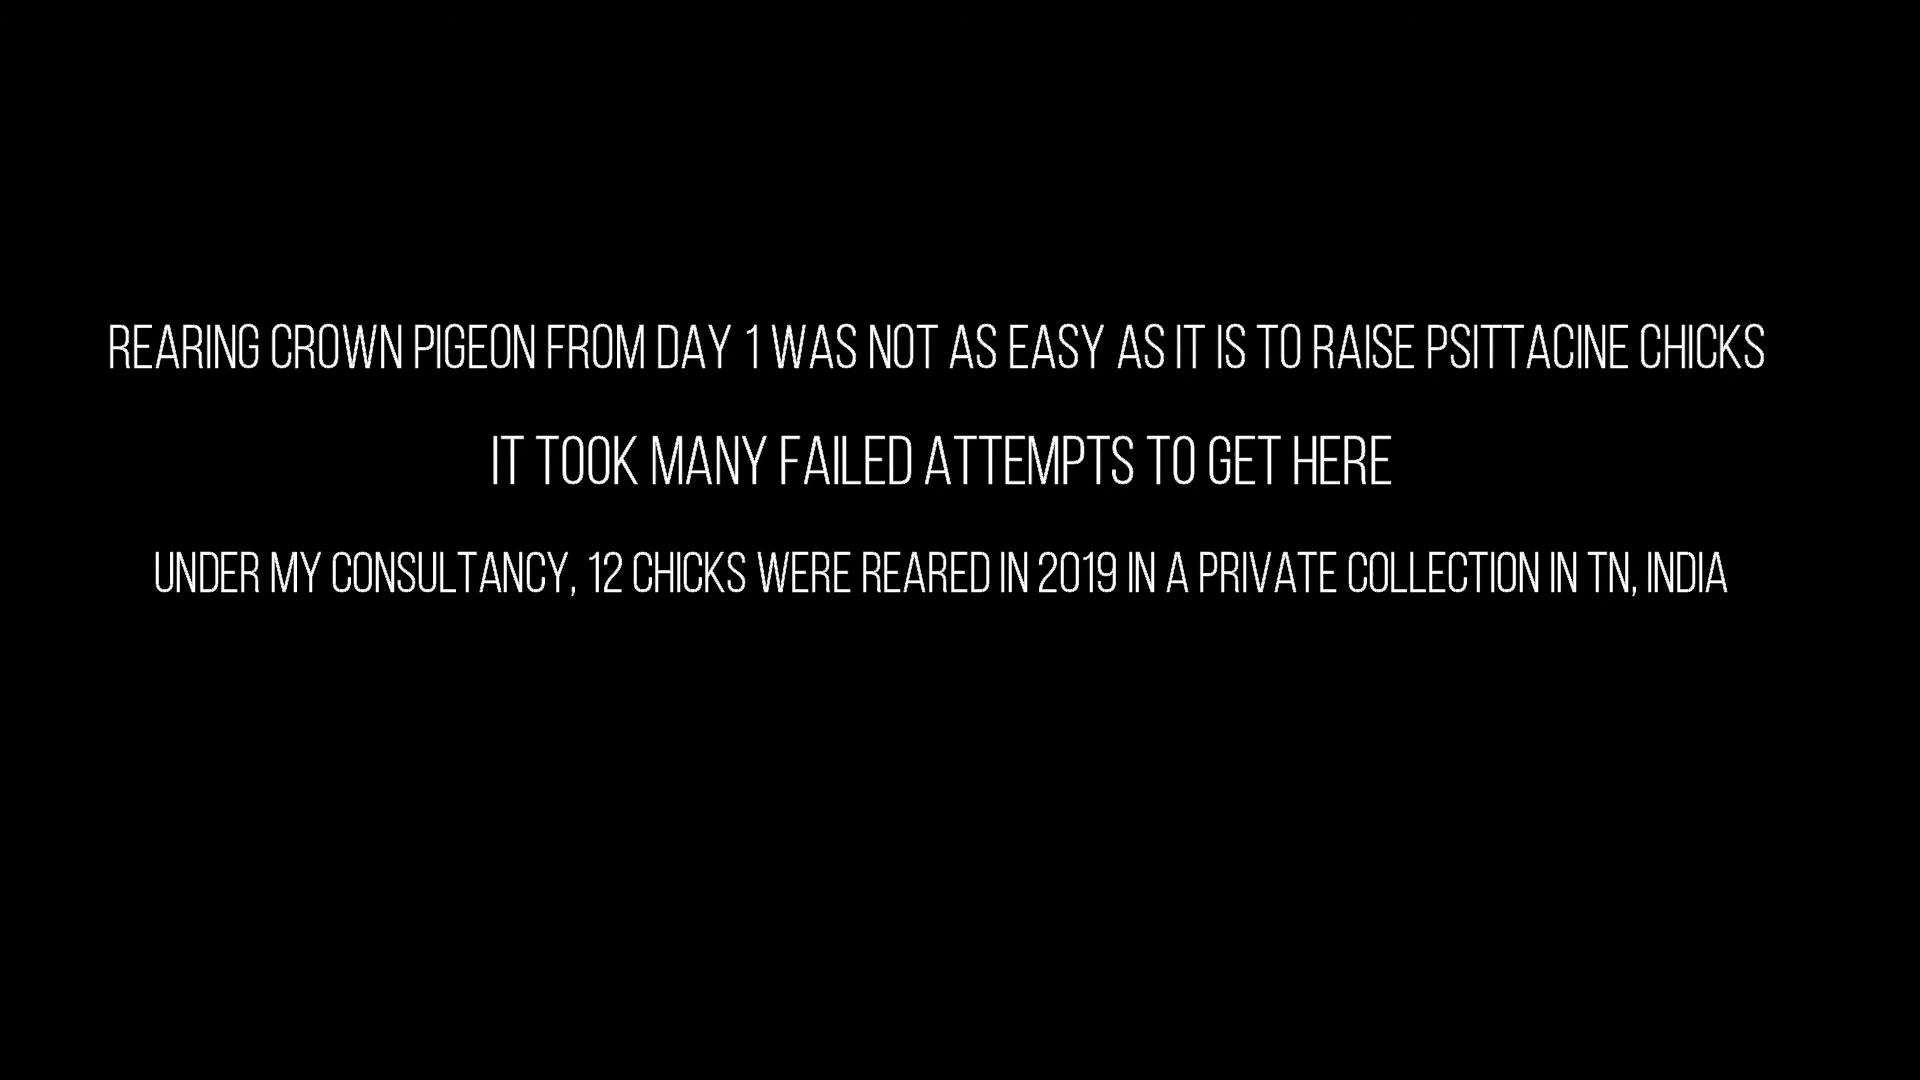 REARING CROWN PIGEON FROM DAY 1 WAS NOT AS EASY AS IT IS TO RAISE PSITTACINE CHICKS
IT TOOK MANY FAILED ATTEMPTS TO GET HERE
UNDER MY CONSULTANCY, 12 CHICKS WERE REARED IN 2019 IN A PRIVATE COLLECTION IN TN, INDIA